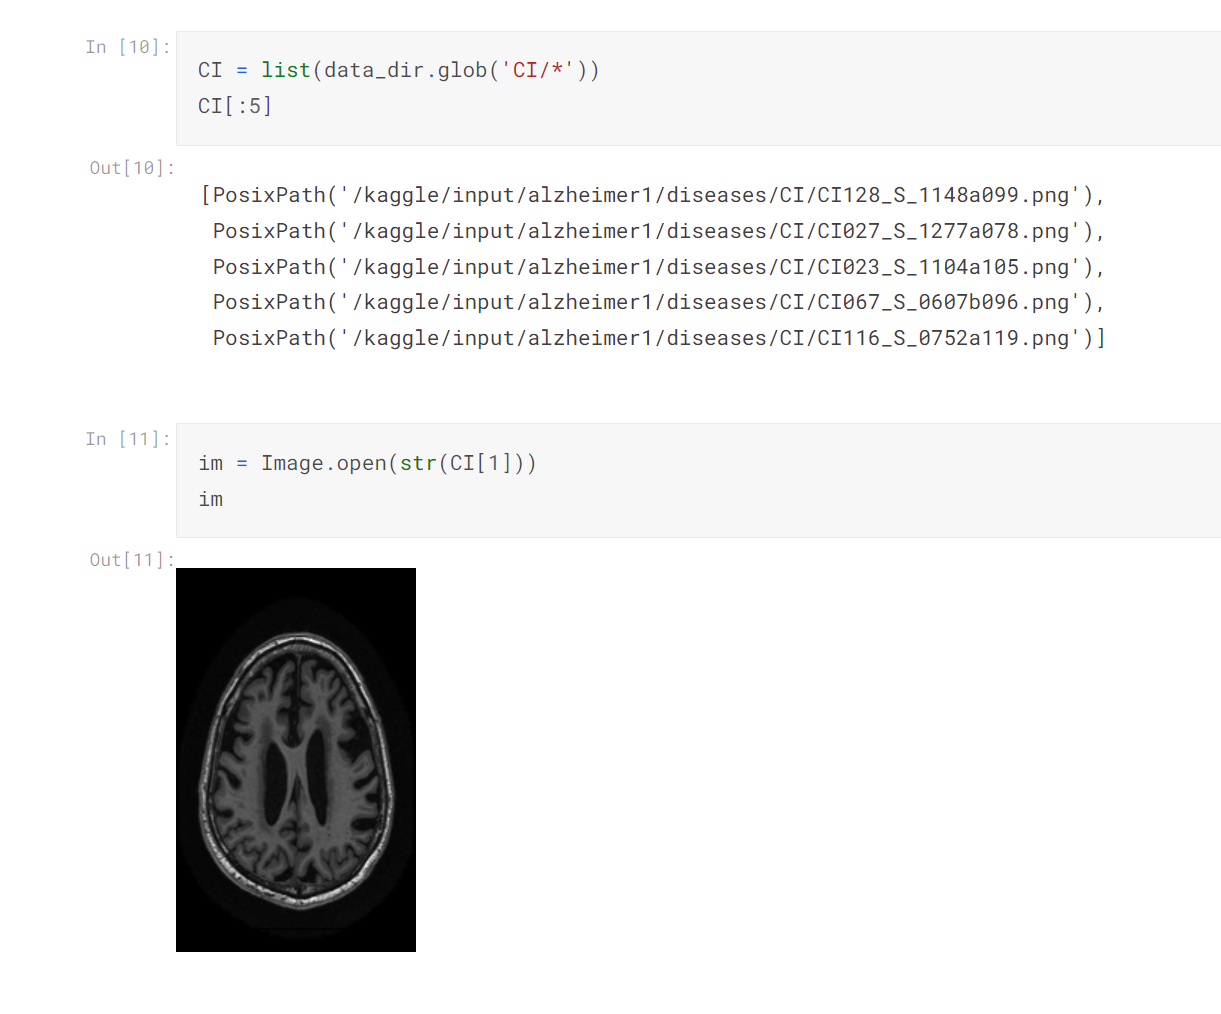 In [10]:
CI = list(data_dir.glob('CI/*'))
CI[:5]
Out[10]:
[PosixPath('/kaggle/input/alzheimer1/diseases/CI/CI128_S_1148a099.png'),
 PosixPath('/kaggle/input/alzheimer1/diseases/CI/CI027_S_1277a078.png'),
 PosixPath('/kaggle/input/alzheimer1/diseases/CI/CI023_S_1104a105.png'),
 PosixPath('/kaggle/input/alzheimer1/diseases/CI/CI067_S_0607b096.png'),
 PosixPath('/kaggle/input/alzheimer1/diseases/CI/CI116_S_0752a119.png')]
In [11]:
im = Image.open(str(CI[1]))
im
Out[11]: